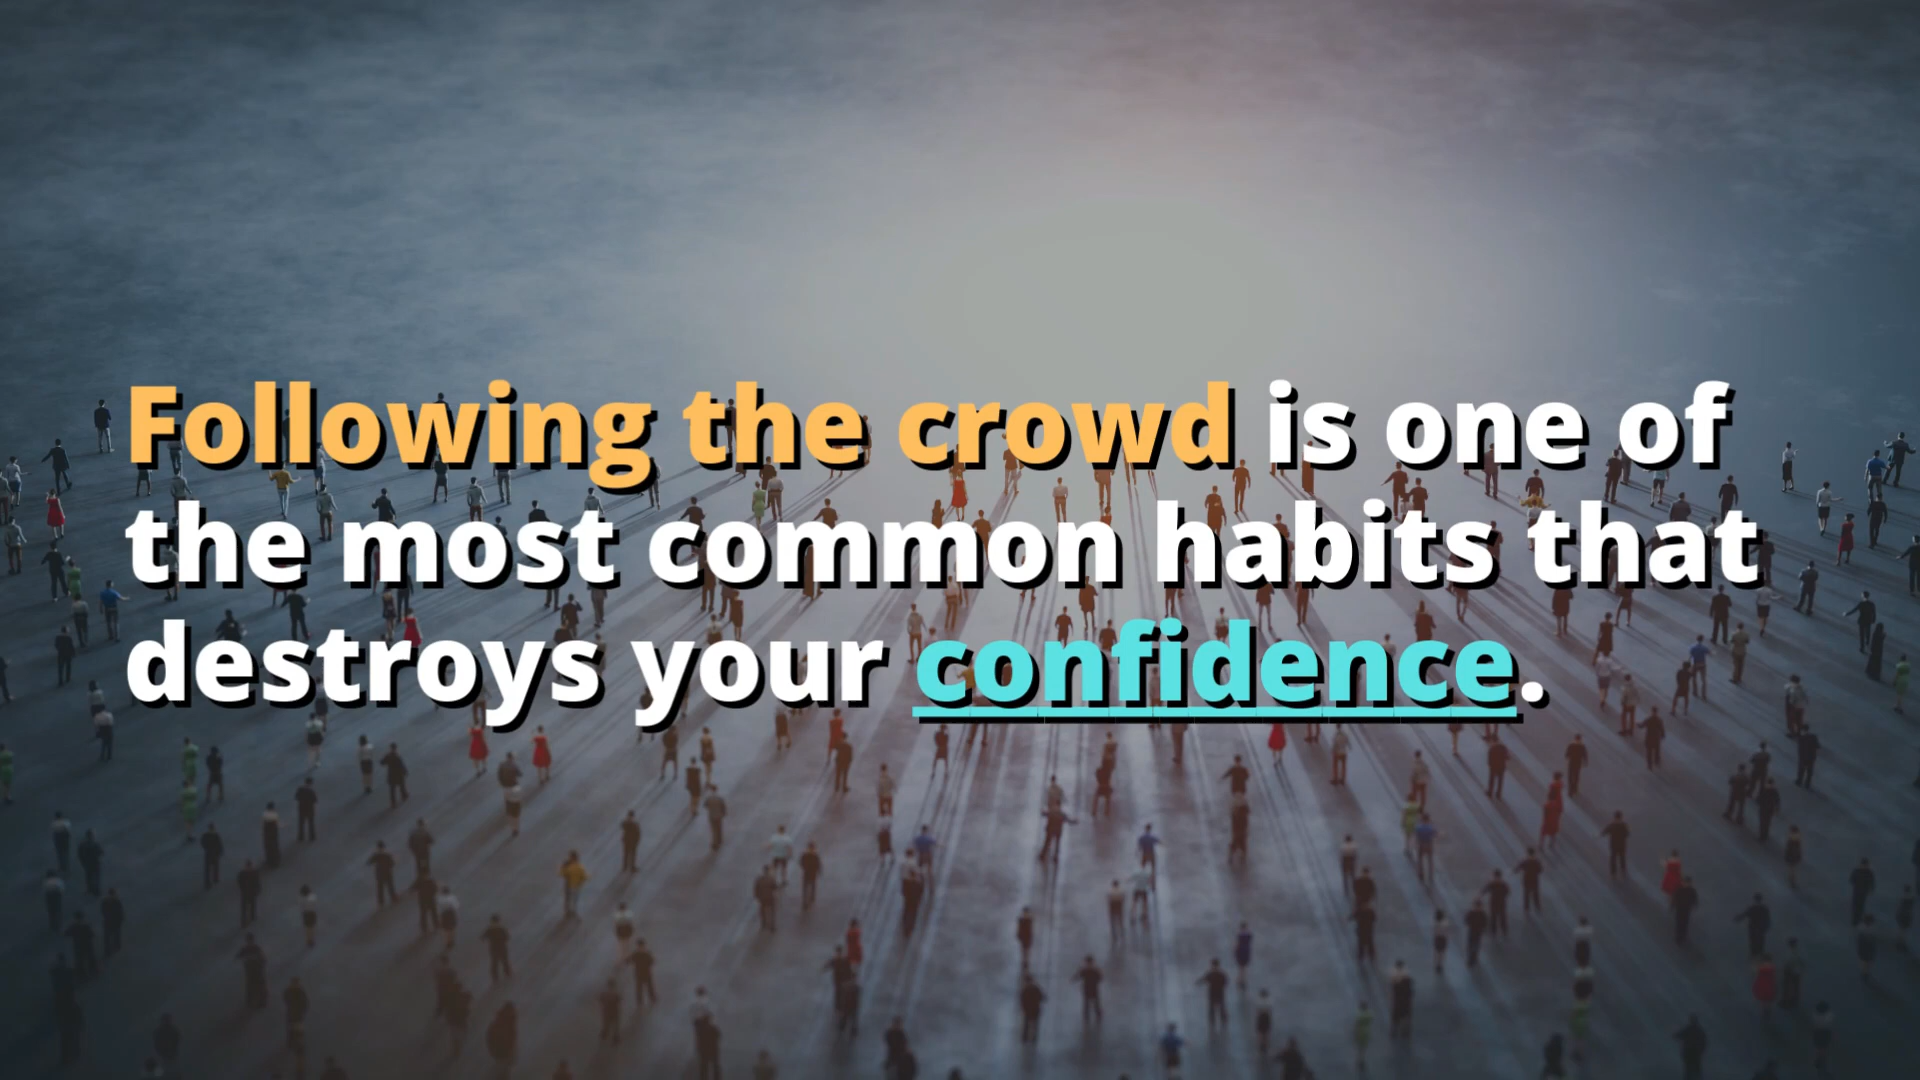 Following the crowd is one of
the most common habits that
destroys your confidence.